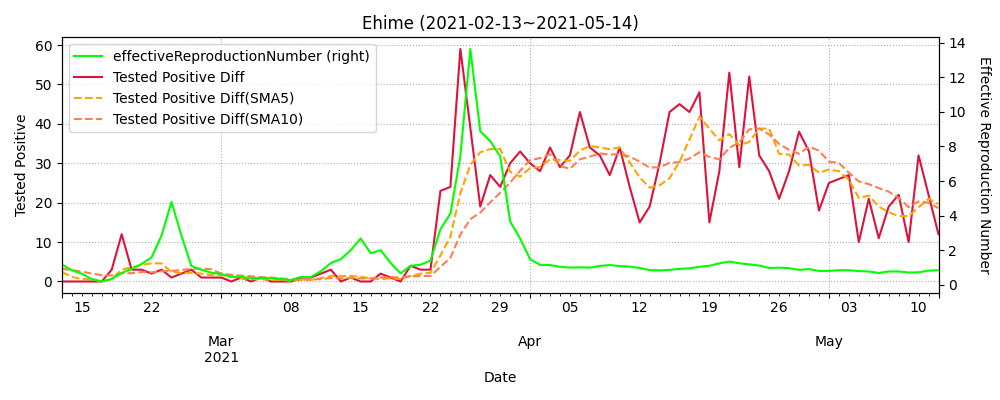 Ehime (2021-02-13~2021-05-14)
effectiveReproductionNumber (right)
Tested Positive Diff
Tested Positive Diff(SMA5)
Tested Positive Diff(SMA10)
Tested Positive
60
50
40
30
20
10
0
14
12
10
8
6
4
2
0
Effective Reproduction Number
15 22 08 15 22 29 05 12 19 26 03 10
Mar Apr May
2021
Date